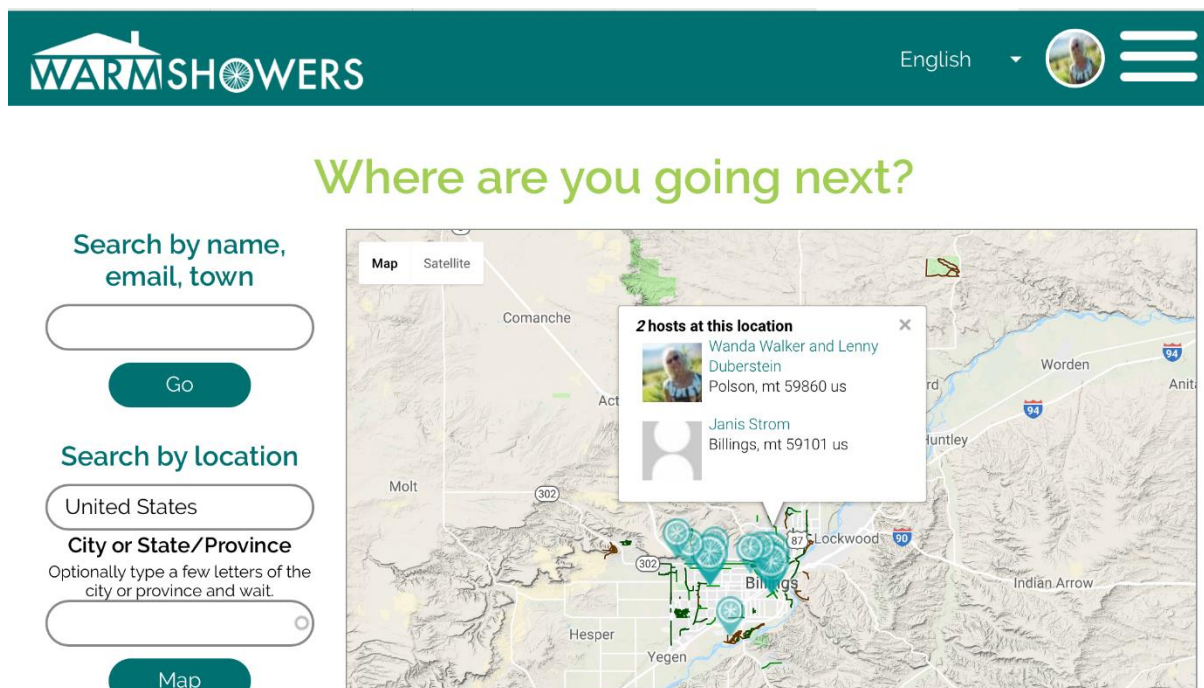 WARMSHOWERS
English
Where are you going next?
Search by name,
email, town
Go
Search by location
United States
City or State/Province
Optionally type a few letters of the
city or province and wait.
Map
Map
Satellite
Comanche
2 hosts at this location
Wanda Walker and Lenny
Duberstein
Polson, mt 59860 us
Janis Strom
Billings, mt 59101 us
Worden
94
94
Huntley
Molt
302
302
87
Lockwood
90
Billings
Indian Arrow
Hesper
Yegen